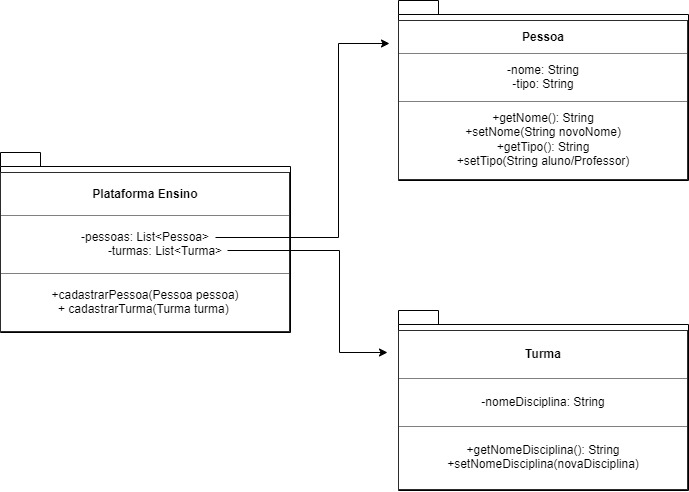 Pessoa
-nome: String
-tipo: String
+getNome(): String
+setNome(String novoNome)
+getTipo(): String
+setTipo(String aluno/Professor)
Plataforma Ensino
-pessoas: List<Pessoa>
-turmas: List<Turma>
+cadastrarPessoa(Pessoa pessoa)
+ cadastrarTurma(Turma turma)
Turma
-nomeDisciplina: String
+getNomeDisciplina(): String
+setNomeDisciplina(novaDisciplina)